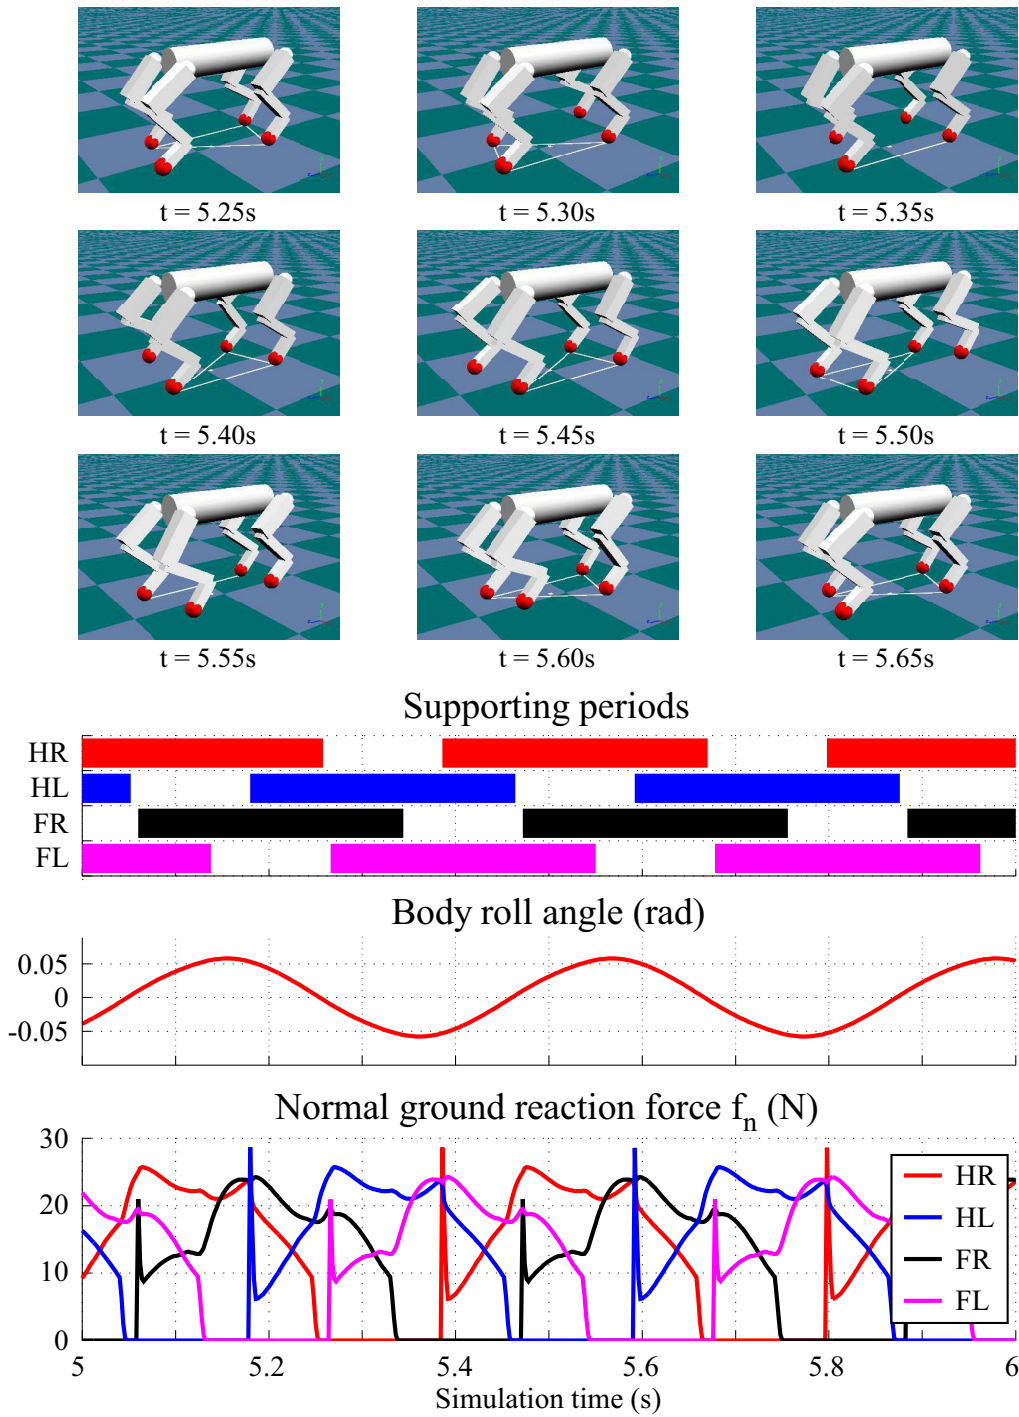 t = 5.25s t = 5.30s t = 5.35s
t = 5.40s t = 5.45s t = 5.50s
t = 5.55s t = 5.60s t = 5.65s
Supporting periods
HR
HL
FR
FL
Body roll angle (rad)
0.05
0
-0.05
Normal ground reaction force fn (N)
30
20
10
0
HR
HL
FR
FL
5 5.2 5.4 5.6 5.8 6
Simulation time (s)